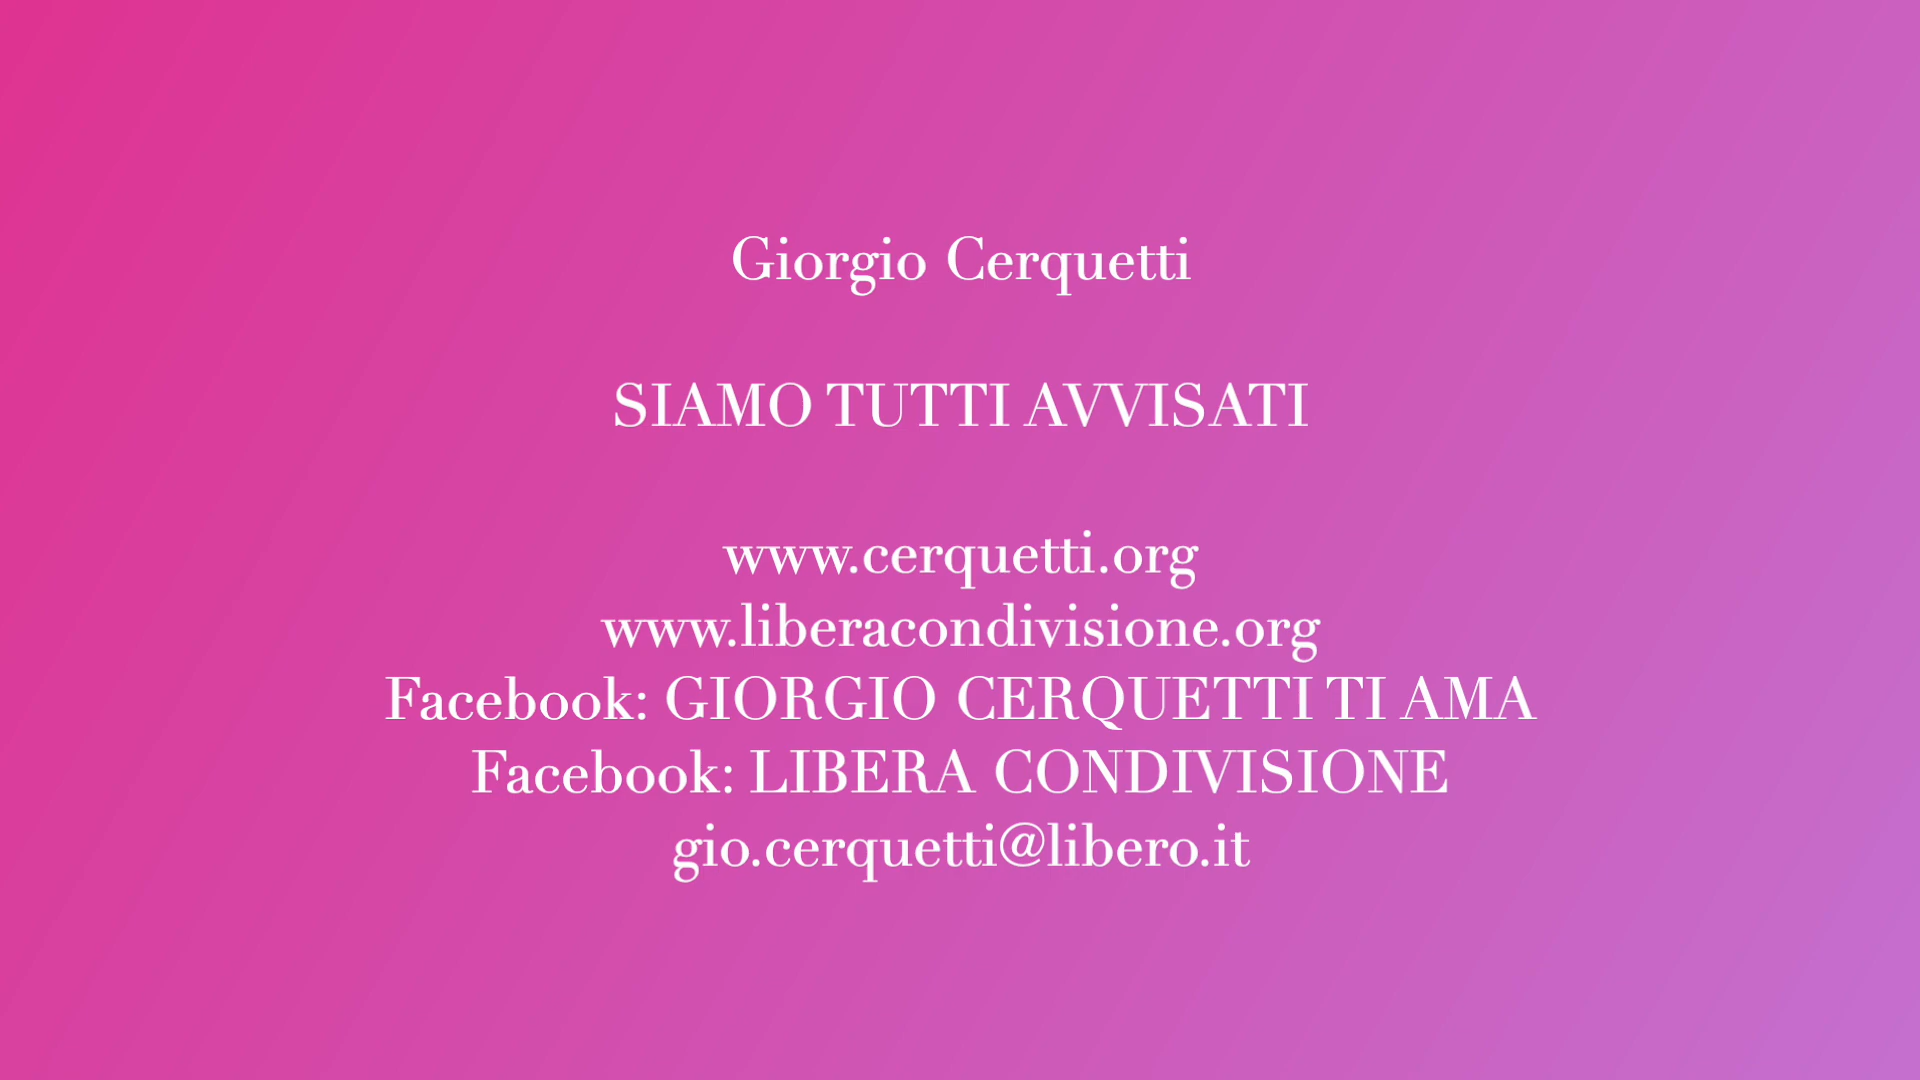 Giorgio Cerquetti
SIAMO TUTTI AVVISATI
www.cerquetti.org
www.liberacondivisione.org
Facebook: GIORGIO CERQUETTI TI AMA
Facebook: LIBERA CONDIVISIONE
gio.cerquetti@libero.it